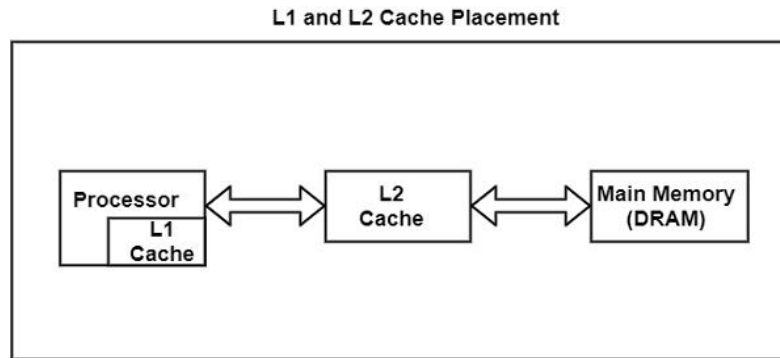 L1 and L2 Cache Placement
Processor
L1
Cache
L2
Cache
Main Memory
(DRAM)